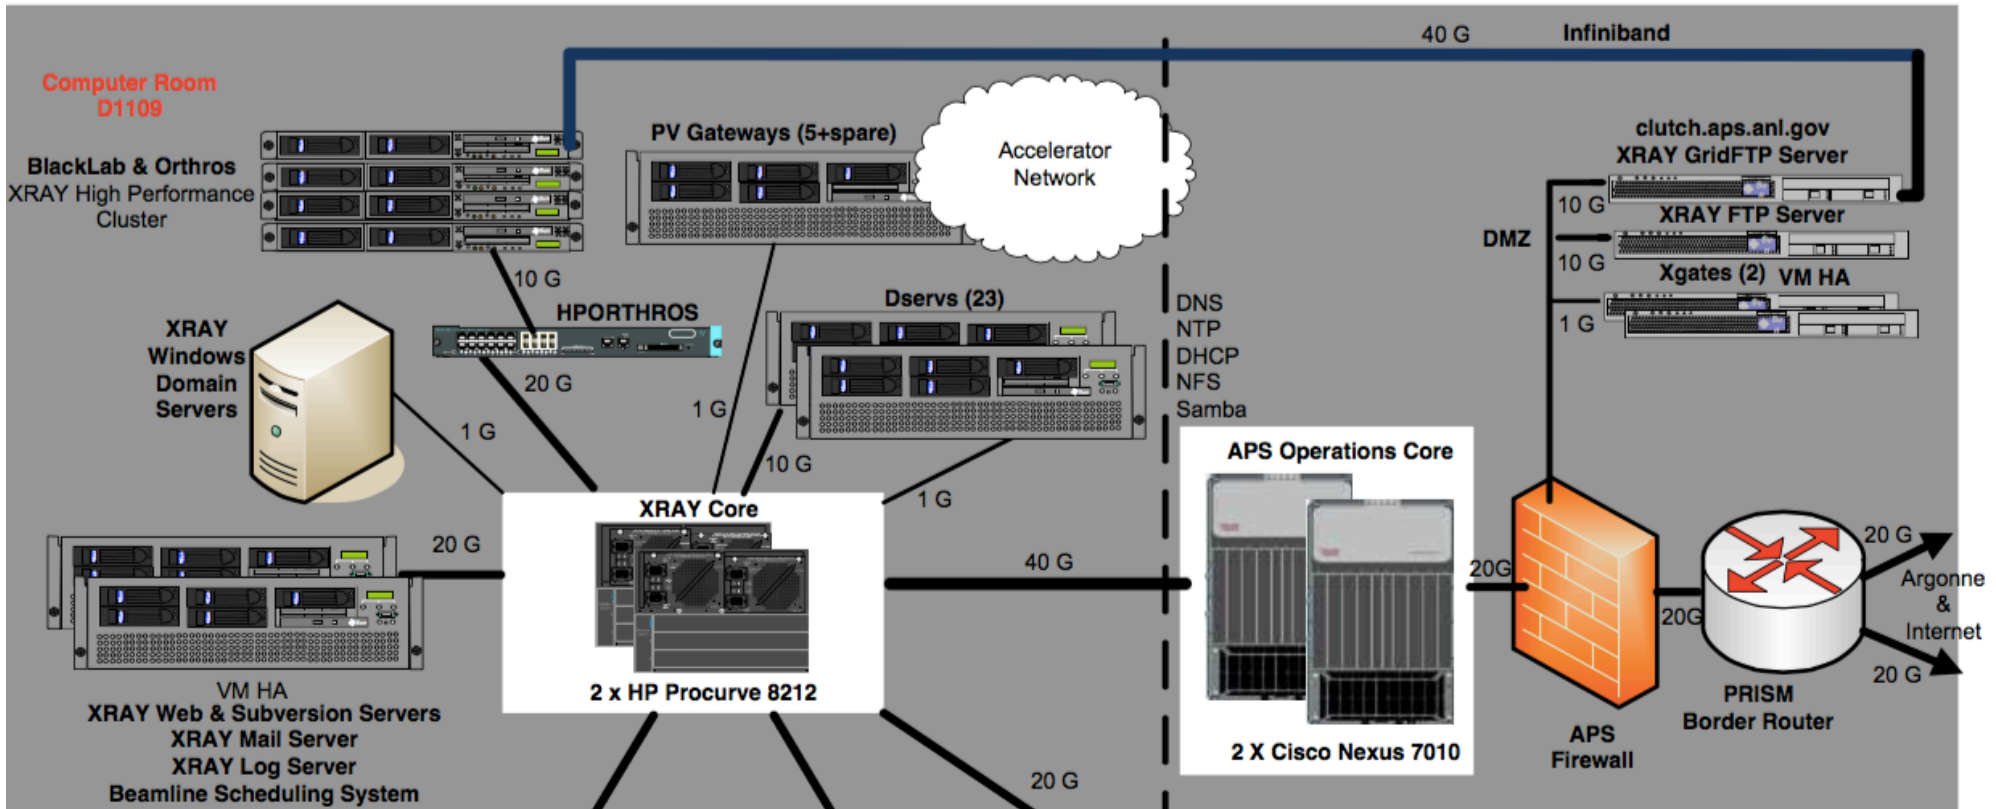 40 G
Infiniband
Computer Room
D1109
BlackLab & Orthros
XRAY High Performance
Cluster
PV Gateways (5+spare)
Accelerator
Network
clutch.aps.anl.gov
XRAY GridFTP Server
10 G
XRAY FTP Server
DMZ
10 G
Xgates (2) VM HA
1 G
10 G
HPORTHROS
20 G
Dservs (23)
DNS
NTP
DHCP
NFS
Samba
XRAY
Windows
Domain
Servers
1 G
1 G
10 G
1 G
XRAY Core
2 x HP Procurve 8212
20 G
40 G
APS Operations Core
2 X Cisco Nexus 7010
20G
APS
Firewall
20G
PRISM
Border Router
20 G
Argonne
&
Internet
20 G
VM HA
XRAY Web & Subversion Servers
XRAY Mail Server
XRAY Log Server
Beamline Scheduling System
20 G